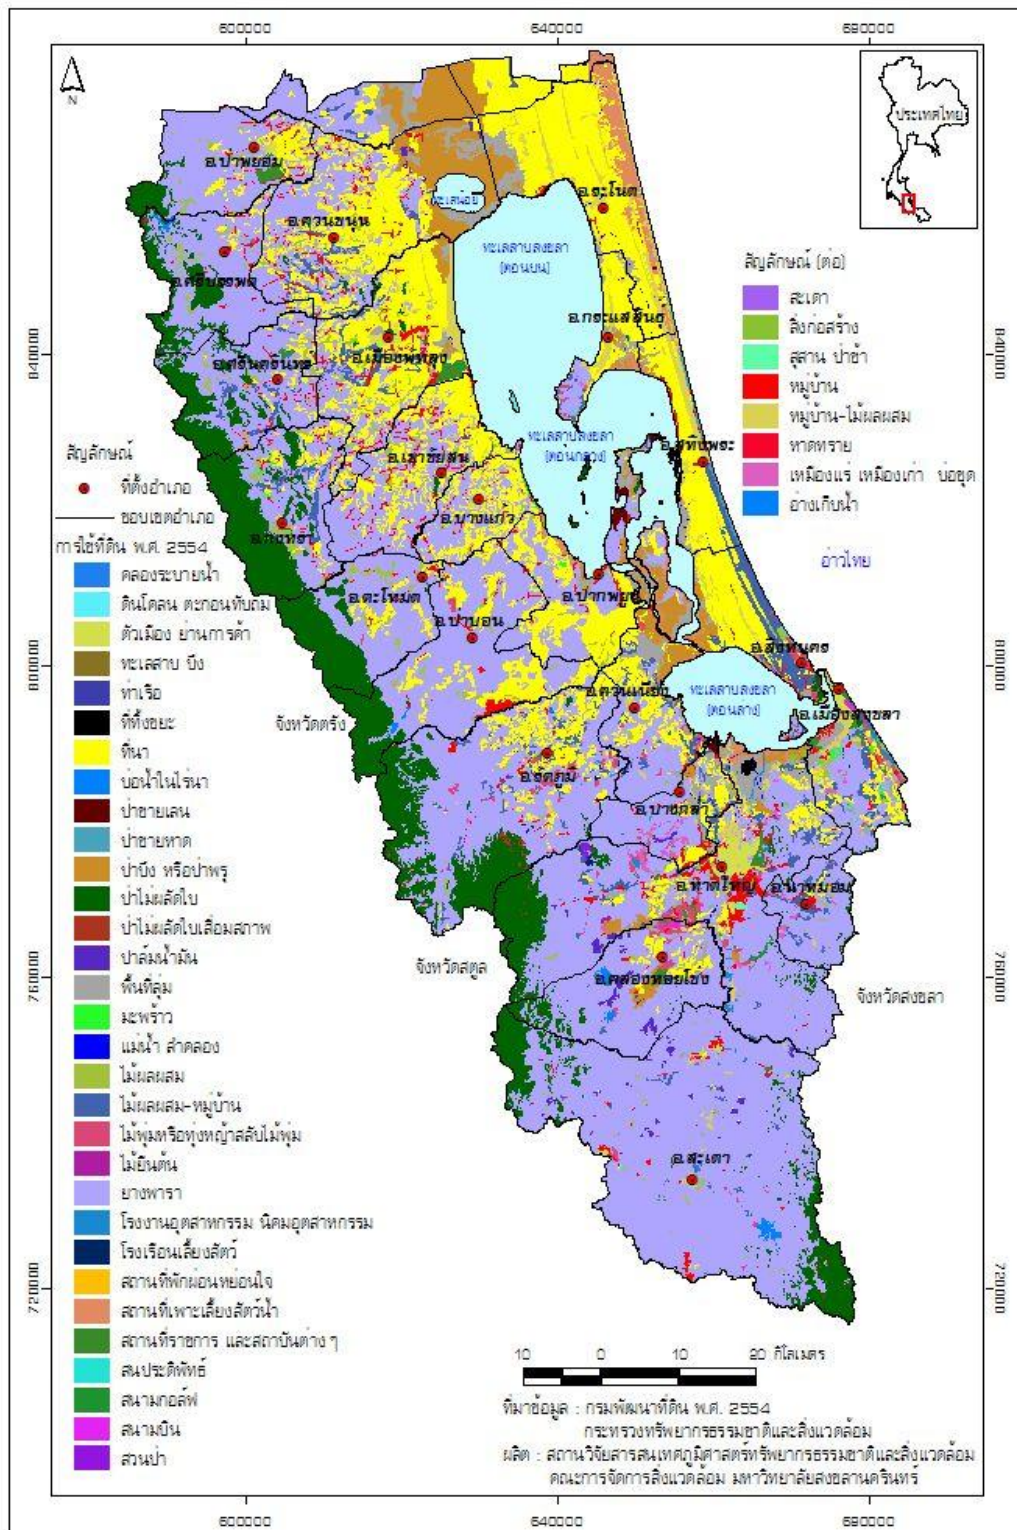 600000
640000
680000
N
ประเทศไทย
840000
800000
760000
720000
840000
800000
760000
720000
อ.ป่าพยอม
อ.ควนขนุน
ทะเลน้อย
อ.ระโนด
ทะเลสาบสงขลา
(ตอนบน)
อ.ศรีบรรพต
อ.กระแสสินธุ์
อ.ศรีนครินทร์
อ.เมืองพัทลุง
ทะเลสาบสงขลา
(ตอนกลาง)
อ.สทิงพระ
อ.เขาชัยสน
อ.บางแก้ว
อ.กงหรา
อ.ตะโหมด
อ.ป่าบอน
อ.ปากพะยูน
อ่าวไทย
อ.สิงหนคร
อ.ควนเนียง
ทะเลสาบสงขลา
(ตอนล่าง)
อ.เมืองสงขลา
จังหวัดตรัง
อ.รัตภูมิ
อ.บางกล่ำ
อ.หาดใหญ่
อ.นาหม่อม
จังหวัดสตูล
อ.คลองหอยโข่ง
จังหวัดสงขลา
อ.สะเดา
สัญลักษณ์
ที่ตั้งอำเภอ
ขอบเขตอำเภอ
การใช้ที่ดิน พ.ศ. 2554
คลองระบายน้ำ
ดินโคลน ตะกอนทับถม
ตัวเมือง ย่านการค้า
ทะเลสาบ บึง
ท่าเรือ
ที่ทิ้งขยะ
ที่นา
บ่อน้ำในไร่นา
ป่าชายเลน
ป่าชายหาด
ป่าบึง หรือป่าพรุ
ป่าไม่ผลัดใบ
ป่าไม่ผลัดใบเสื่อมสภาพ
ปาล์มน้ำมัน
พื้นที่ลุ่ม
มะพร้าว
แม่น้ำ ลำคลอง
ไม้ผลผสม
ไม้ผลผสม-หมู่บ้าน
ไม้พุ่มหรือทุ่งหญ้าสลับไม้พุ่ม
ไม้ยืนต้น
ยางพารา
โรงงานอุตสาหกรรม นิคมอุตสาหกรรม
โรงเรือนเลี้ยงสัตว์
สถานที่พักผ่อนหย่อนใจ
สถานที่เพาะเลี้ยงสัตว์น้ำ
สถานที่ราชการ และสถาบันต่าง ๆ
สนประดิพัทธ์
สนามกอล์ฟ
สนามบิน
สวนป่า
สัญลักษณ์ (ต่อ)
สะเดา
สิ่งก่อสร้าง
สุสาน ป่าช้า
หมู่บ้าน
หมู่บ้าน-ไม้ผลผสม
หาดทราย
เหมืองแร่ เหมืองเก่า บ่อขุด
อ่างเก็บน้ำ
10 0 10 20 กิโลเมตร
ที่มาข้อมูล : กรมพัฒนาที่ดิน พ.ศ. 2554
กระทรวงทรัพยากรธรรมชาติและสิ่งแวดล้อม
ผลิต : สถานวิจัยสารสนเทศภูมิศาสตร์ทรัพยากรธรรมชาติและสิ่งแวดล้อม
คณะการจัดการสิ่งแวดล้อม มหาวิทยาลัยสงขลานครินทร์
600000
640000
680000